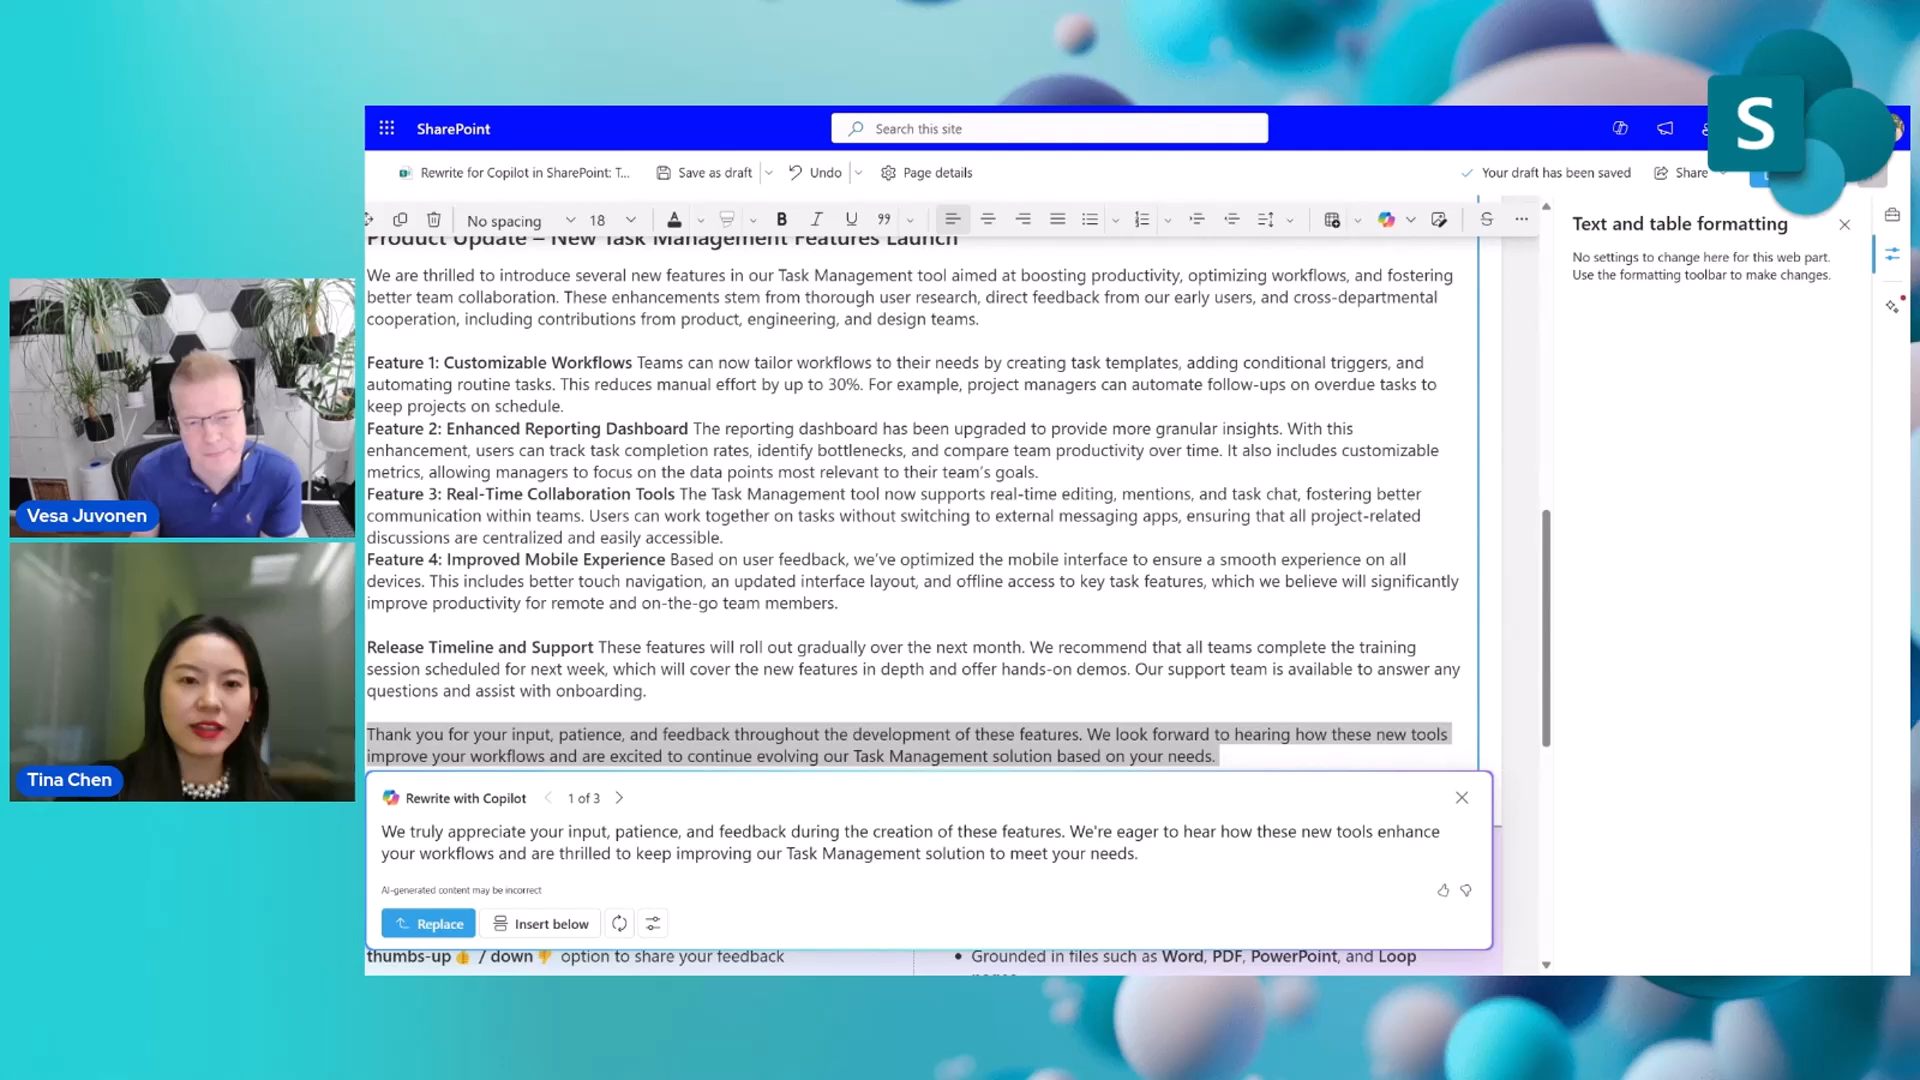 SharePoint
Search this site
S
Rewrite for Copilot in SharePoint: T...
Save as draft
Undo
Page details
Your draft has been saved
Share
No spacing
18
B
I
U
Text and table formatting
No settings to change here for this web part.
Use the formatting toolbar to make changes.
Product Update – New Task Management Features Launch
We are thrilled to introduce several new features in our Task Management tool aimed at boosting productivity, optimizing workflows, and fostering
better team collaboration. These enhancements stem from thorough user research, direct feedback from our early users, and cross-departmental
cooperation, including contributions from product, engineering, and design teams.
Feature 1: Customizable Workflows Teams can now tailor workflows to their needs by creating task templates, adding conditional triggers, and
automating routine tasks. This reduces manual effort by up to 30%. For example, project managers can automate follow-ups on overdue tasks to
keep projects on schedule.
Feature 2: Enhanced Reporting Dashboard The reporting dashboard has been upgraded to provide more granular insights. With this
enhancement, users can track task completion rates, identify bottlenecks, and compare team productivity over time. It also includes customizable
metrics, allowing managers to focus on the data points most relevant to their team's goals.
Feature 3: Real-Time Collaboration Tools The Task Management tool now supports real-time editing, mentions, and task chat, fostering better
communication within teams. Users can work together on tasks without switching to external messaging apps, ensuring that all project-related
discussions are centralized and easily accessible.
Feature 4: Improved Mobile Experience Based on user feedback, we've optimized the mobile interface to ensure a smooth experience on all
devices. This includes better touch navigation, an updated interface layout, and offline access to key task features, which we believe will significantly
improve productivity for remote and on-the-go team members.
Release Timeline and Support These features will roll out gradually over the next month. We recommend that all teams complete the training
session scheduled for next week, which will cover the new features in depth and offer hands-on demos. Our support team is available to answer any
questions and assist with onboarding.
Thank you for your input, patience, and feedback throughout the development of these features. We look forward to hearing how these new tools
improve your workflows and are excited to continue evolving our Task Management solution based on your needs.
Rewrite with Copilot
1 of 3
We truly appreciate your input, patience, and feedback during the creation of these features. We're eager to hear how these new tools enhance
your workflows and are thrilled to keep improving our Task Management solution to meet your needs.
AI-generated content may be incorrect
Replace
Insert below
thumbs-up 👍 / down 👎 option to share your feedback
• Grounded in files such as Word, PDF, PowerPoint, and Loop
Vesa Juvonen
Tina Chen